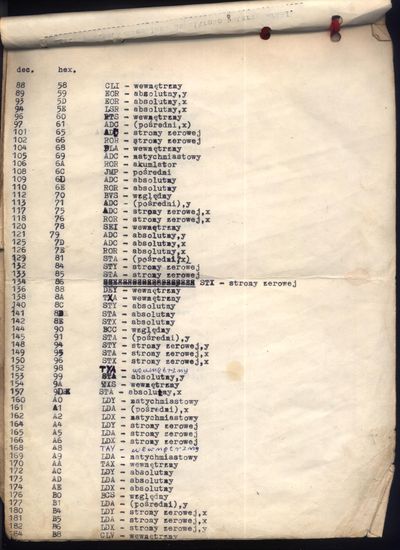 dec. hex.
88 58 CLI - wewnętrzny
89 59 EOR - absolutny,y
93 5D EOR - absolutny,x
94 5E LSR - absolutny,x
96 60 RTS - wewnętrzny
97 61 ADC - (pośredni,x)
101 65 ADC - strony zerowej
102 66 ROR - strony zerowej
104 68 PLA - wewnętrzny
105 69 ADC - natychmiastowy
106 6A ROR - akumlator
108 6C JMP - pośredni
109 6D ADC - absolutny
110 6E ROR - absolutny
112 70 BVS - względny
113 71 ADC - (pośredni),y
117 75 ADC - strony zerowej,x
118 76 ROR - strony zerowej,x
120 78 SEI - wewnętrzny
121 79 ADC - absolutny,y
125 7D ADC - absolutny,x
126 7E ROR - absolutny,x
129 81 STA - (pośredni,x)
132 84 STY - strony zerowej
133 85 STA - strony zerowej
134 86 STX - strony zerowej
136 88 DEY - wewnętrzny
138 8A TXA - wewnętrzny
140 8C STY - absolutny
141 8D STA - absolutny
142 8E STX - absolutny
144 90 BCC - względny
145 91 STA - (pośredni),y
148 94 STY - strony zerowej,y
149 95 STA - strony zerowej,x
150 96 STX - strony zerowej,x
152 98 TYA - wewnętrzny
153 99 STA - absolutny,y
154 9A TXS - wewnętrzny
157 9D STA - absolutny,x
160 A0 LDY - natychmiastowy
161 A1 LDA - (pośredni),x
162 A2 LDX - natychmiastowy
164 A4 LDY - strony zerowej
165 A5 LDA - strony zerowej
166 A6 LDX - strony zerowej
168 A8 TAY - wewnętrzny
169 A9 LDA - natychmiastowy
170 AA TAX - wewnętrzny
172 AC LDY - absolutny
173 AD LDA - absolutny
174 AE LDX - absolutny
176 B0 BCS - względny
177 B1 LDA - (pośredni),y
180 B4 LDY - strony zerowej,x
181 B5 LDA - strony zerowej,x
182 B6 LDX - strony zerowej,y
184 B8 CLV - wewnętrzny